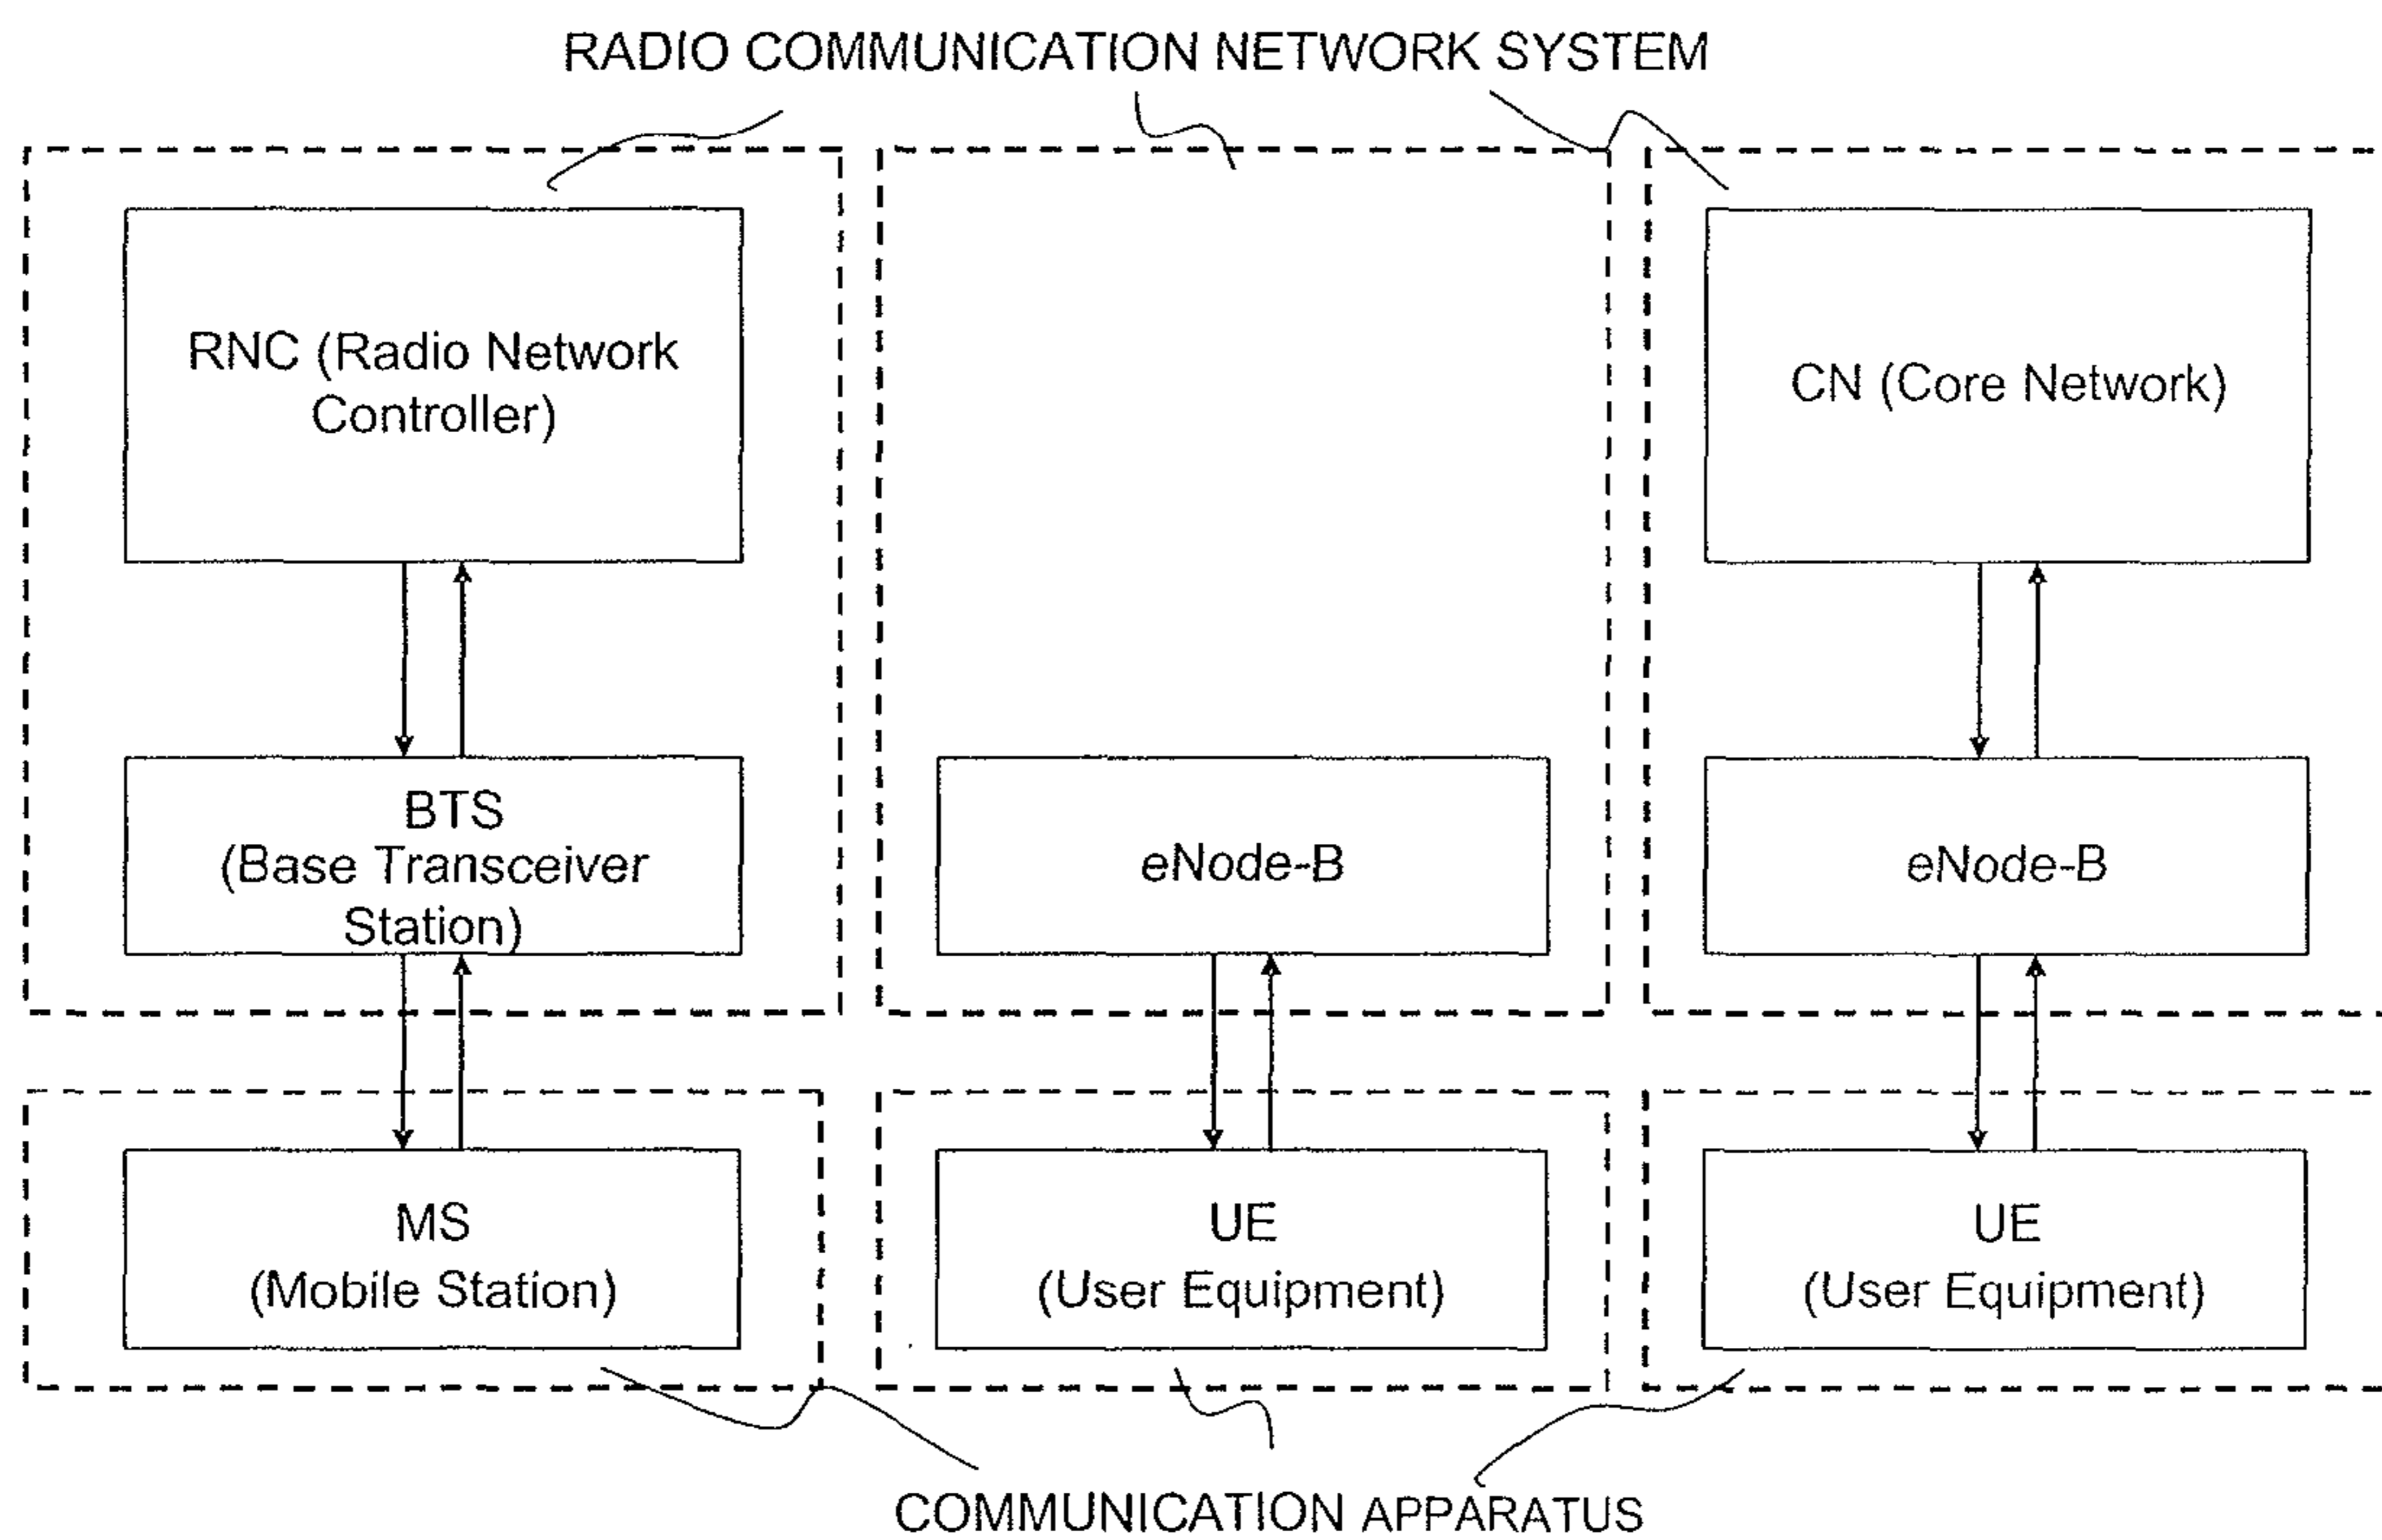 RADIO COMMUNICATION NETWORK SYSTEM
RNC (Radio Network
Controller)
CN (Core Network)
BTS
(Base Transceiver
Station)
eNode-B
eNode-B
MS
(Mobile Station)
UE
(User Equipment)
UE
(User Equipment)
COMMUNICATION APPARATUS